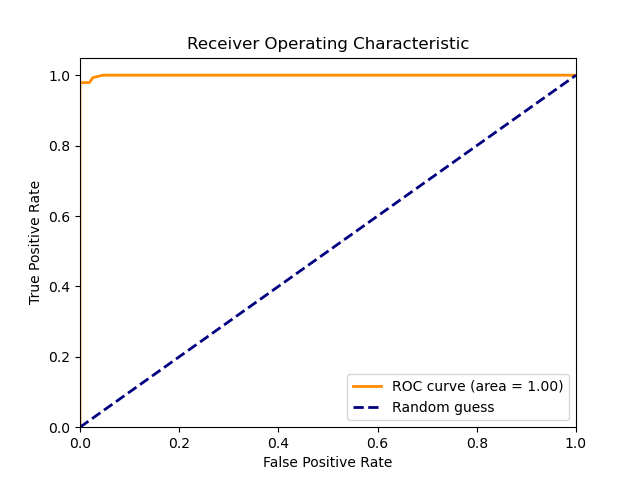 Receiver Operating Characteristic
1.0
0.8
0.6
0.4
0.2
0.0
True Positive Rate
ROC curve (area = 1.00)
Random guess
0.0 0.2 0.4 0.6 0.8 1.0
False Positive Rate